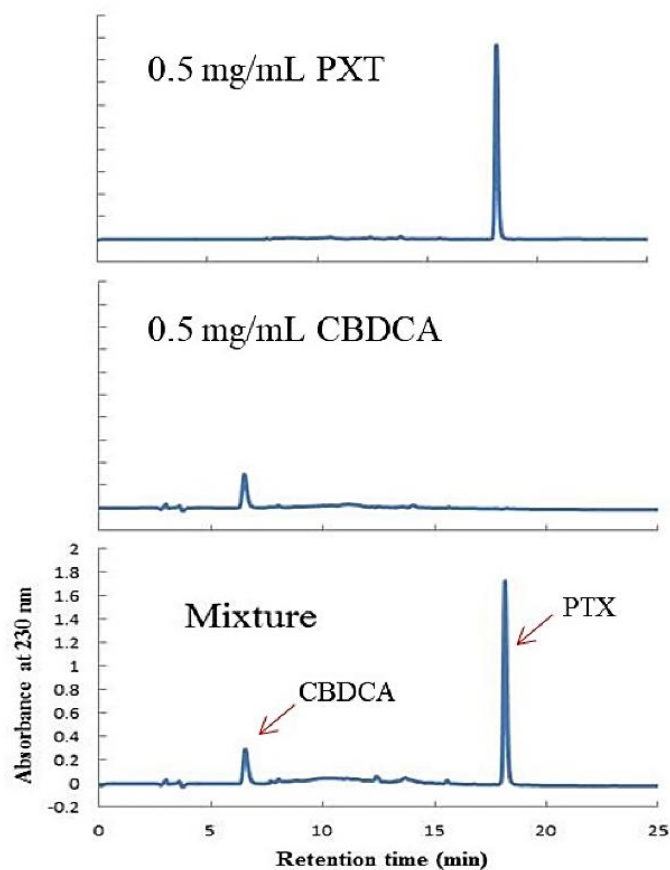 0.5 mg/mL PXT
0.5 mg/mL CBDCA
Absorbance at 230 nm
2
1.8
1.6
1.4
1.2
1
0.8
0.6
0.4
0.2
0
-0.2
Mixture
CBDCA
PTX
0 5 10 15 20 25
Retention time (min)